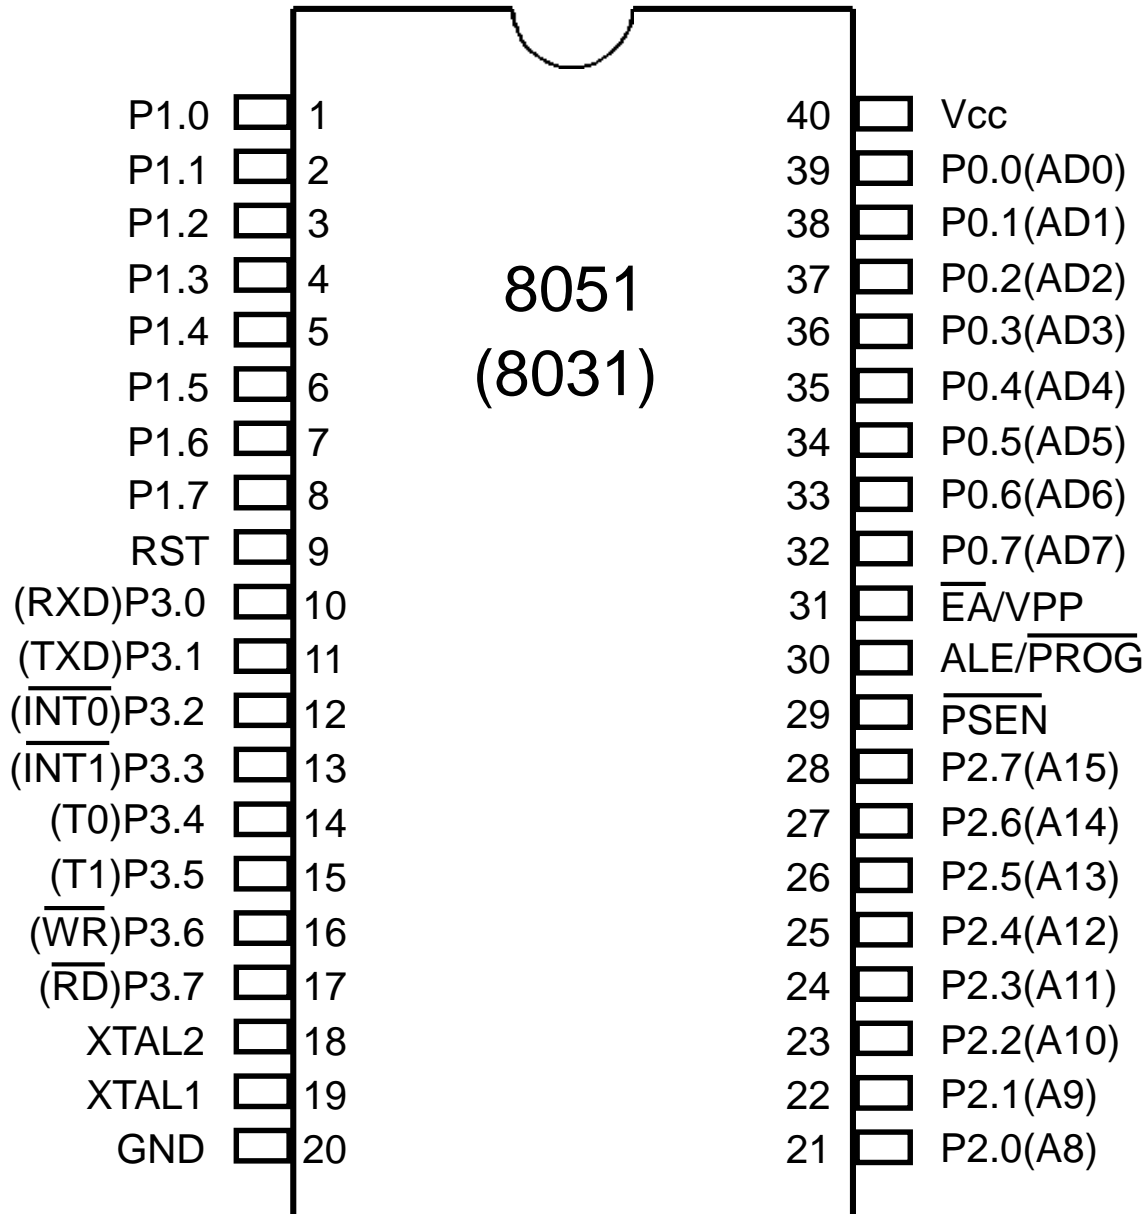 P1.0 1 40 Vcc
P1.1 2 39 P0.0(AD0)
P1.2 3 38 P0.1(AD1)
P1.3 4 8051 37 P0.2(AD2)
P1.4 5 36 P0.3(AD3)
P1.5 6 (8031) 35 P0.4(AD4)
P1.6 7 34 P0.5(AD5)
P1.7 8 33 P0.6(AD6)
RST 9 32 P0.7(AD7)
(RXD)P3.0 10 31 E̅A̅/VPP
(TXD)P3.1 11 30 ALE/P̅R̅O̅G̅
(I̅N̅T̅0̅)P3.2 12 29 P̅S̅E̅N̅
(I̅N̅T̅1̅)P3.3 13 28 P2.7(A15)
(T0)P3.4 14 27 P2.6(A14)
(T1)P3.5 15 26 P2.5(A13)
(W̅R̅)P3.6 16 25 P2.4(A12)
(R̅D̅)P3.7 17 24 P2.3(A11)
XTAL2 18 23 P2.2(A10)
XTAL1 19 22 P2.1(A9)
GND 20 21 P2.0(A8)